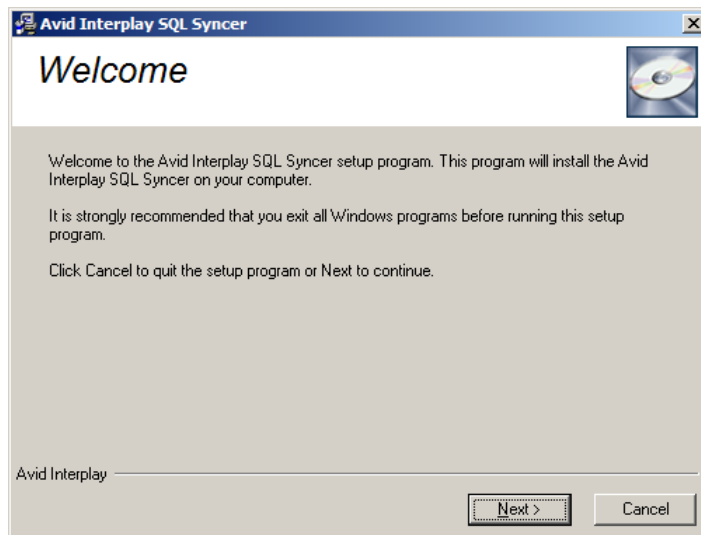 Avid Interplay SQL Syncer
Welcome
Welcome to the Avid Interplay SQL Syncer setup program. This program will install the Avid
Interplay SQL Syncer on your computer.
It is strongly recommended that you exit all Windows programs before running this setup
program.
Click Cancel to quit the setup program or Next to continue.
Avid Interplay
Next > Cancel